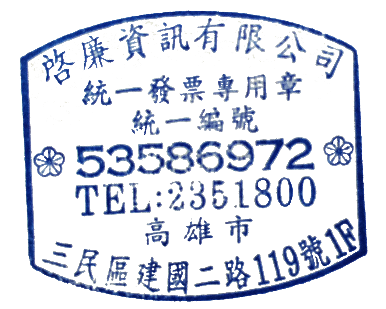 啓廉資訊有限公司
統一發票專用章
統一編號
53586972
TEL:2351800
高雄市
三民區建國二路119號1F